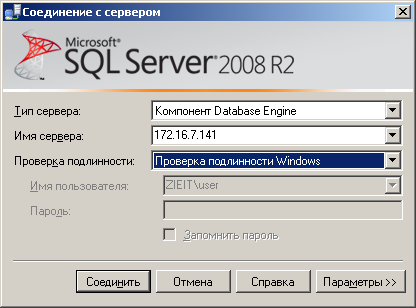 Соединение с сервером
Microsoft
SQL Server 2008 R2
Тип сервера: Компонент Database Engine
Имя сервера: 172.16.7.141
Проверка подлинности: Проверка подлинности Windows
Имя пользователя: ZIEIT\user
Пароль:
Запомнить пароль
Соединить Отмена Справка Параметры >>